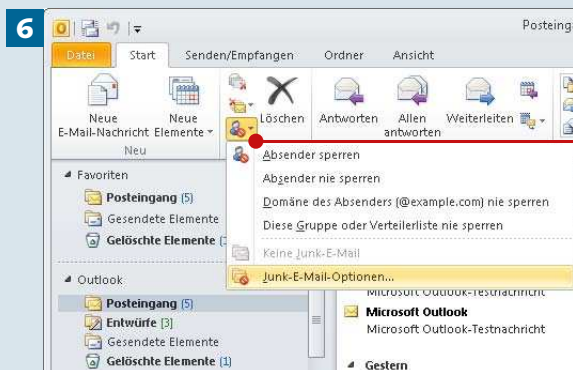 6
Posteing
Datei Start Senden/Empfangen Ordner Ansicht
Neue E-Mail-Nachricht
Neue Elemente
Löschen
Antworten
Allen antworten
Weiterleiten
Neu
Absender sperren
Absender nie sperren
Domäne des Absenders (@example.com) nie sperren
Diese Gruppe oder Verteilerliste nie sperren
Keine Junk-E-Mail
Junk-E-Mail-Optionen...
Favoriten
Posteingang (5)
Gesendete Elemente
Gelöschte Elemente
Outlook
Posteingang (5)
Entwürfe [3]
Gesendete Elemente
Gelöschte Elemente (1)
Microsoft Outlook-Testnachricht
Microsoft Outlook
Microsoft Outlook-Testnachricht
Gestern